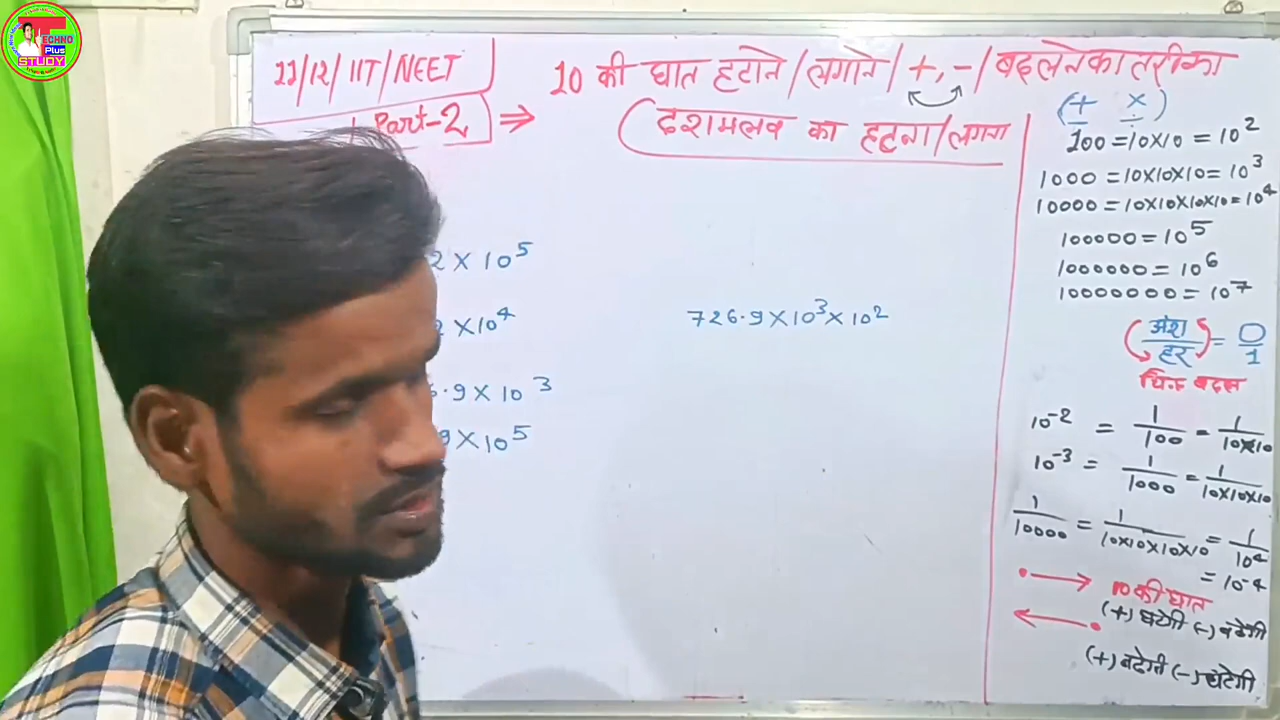 TECHNO
Plus
STUDY
11/12/IIT/NEET
Part-2 ⇒
10 की घात हटाने/लगाने/+,-/बदलने का तरीका
दशमलव का हटना/लगना
2×10⁵
×10⁴
.9×10³
9×10⁵
726.9×10³×10²
(+ × ÷)
100=10×10=10²
1000=10×10×10=10³
10000=10×10×10×10=10⁴
100000=10⁵
1000000=10⁶
10000000=10⁷
अंश/हर = 0/1
चिन्ह बदल
10⁻² = 1/100 = 1/10×10
10⁻³ = 1/1000 = 1/10×10×10
1/10000 = 1/10×10×10×10 = 1/10⁴
=10⁻⁴
10 की घात
(+) घटेगी (-) बढेगी
(+) बढेगी (-) घटेगी